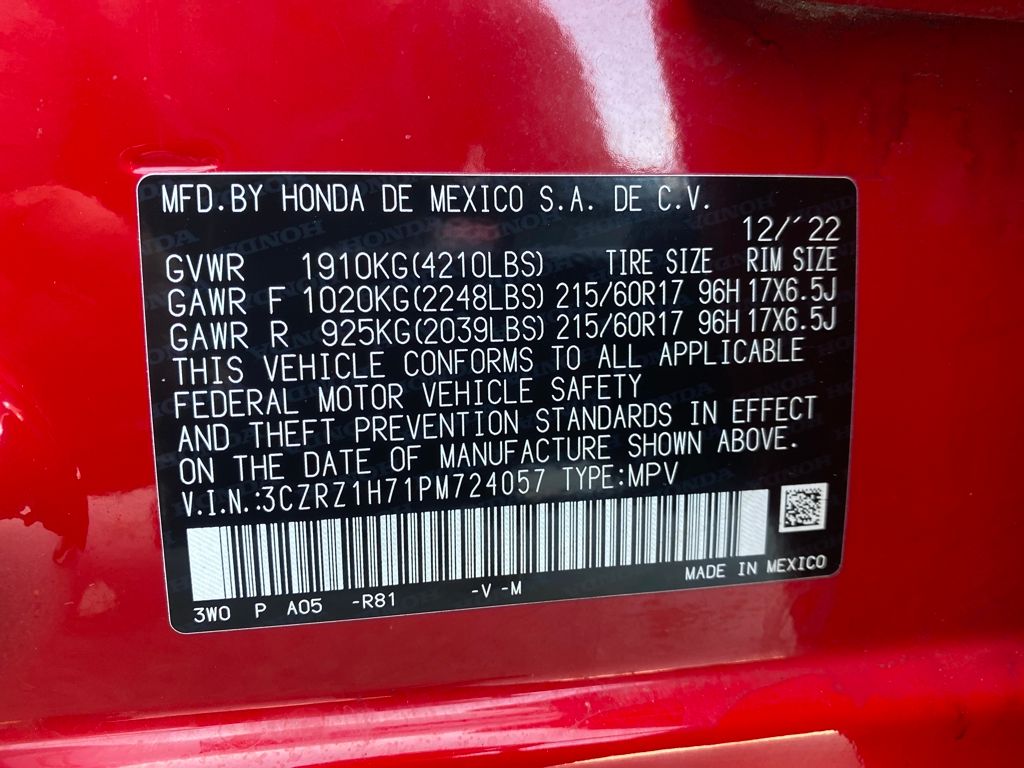 MFD.BY HONDA DE MEXICO S.A. DE C.V.
12/'22
GVWR 1910KG(4210LBS) TIRE SIZE RIM SIZE
GAWR F 1020KG(2248LBS) 215/60R17 96H 17X6.5J
GAWR R 925KG(2039LBS) 215/60R17 96H 17X6.5J
THIS VEHICLE CONFORMS TO ALL APPLICABLE
FEDERAL MOTOR VEHICLE SAFETY
AND THEFT PREVENTION STANDARDS IN EFFECT
ON THE DATE OF MANUFACTURE SHOWN ABOVE.
V.I.N.:3CZRZ1H71PM724057 TYPE:MPV
MADE IN MEXICO
3W0 P A05 -R81 -V -M